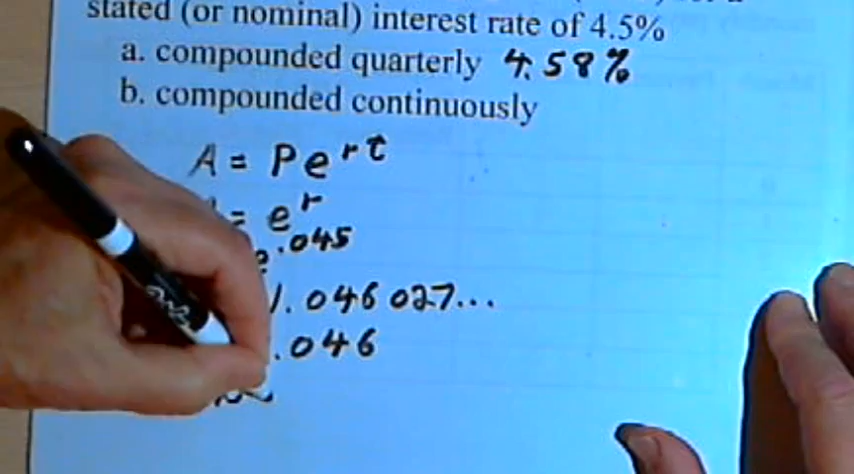 stated (or nominal) interest rate of 4.5%
a. compounded quarterly 4.58%
b. compounded continuously
A = Pe^rt
= e^r
e^.045
1.046027...
.046